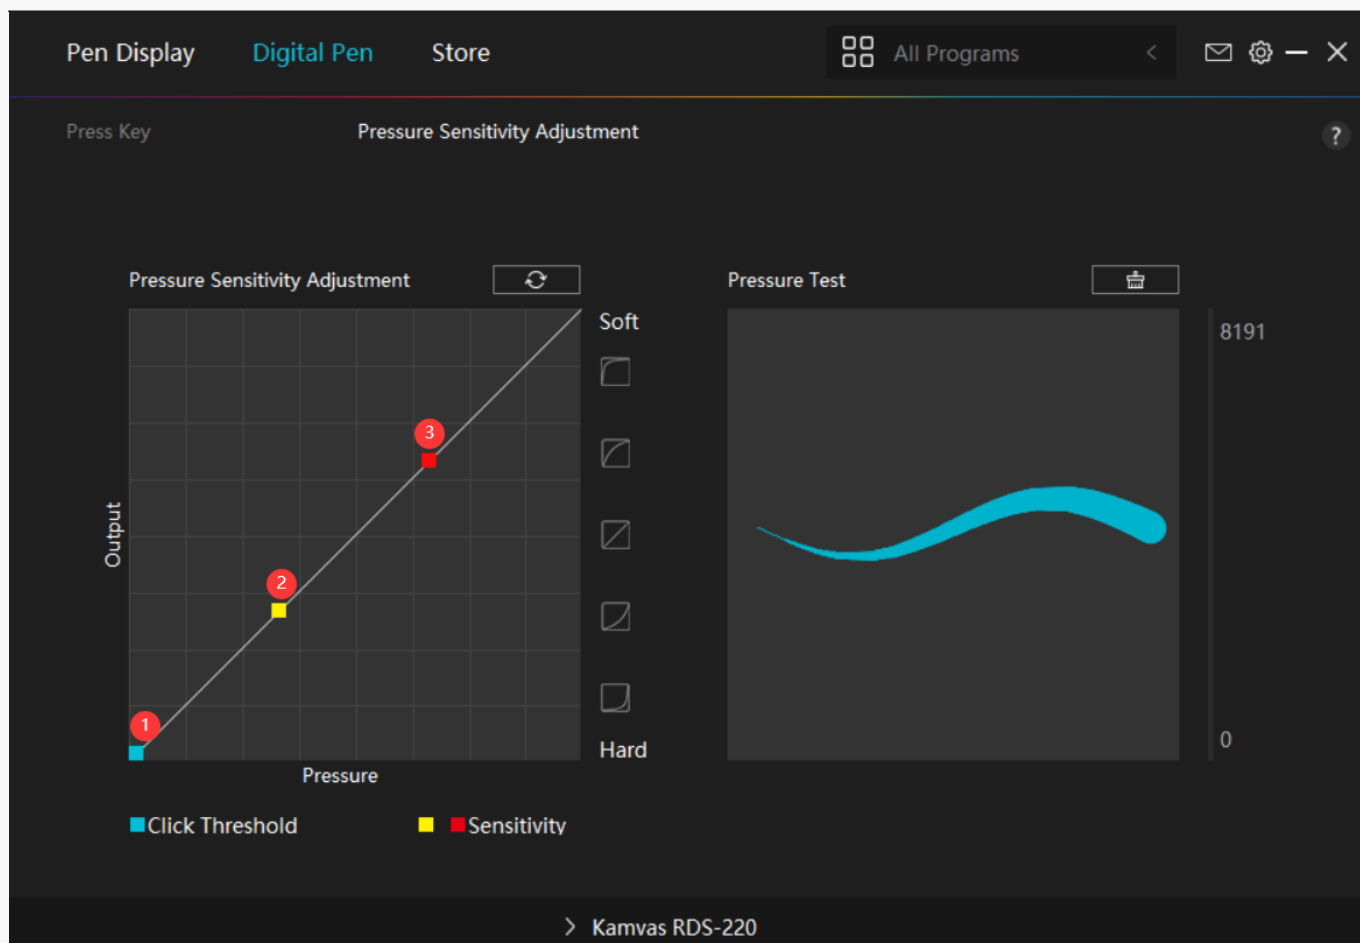 Pen Display Digital Pen Store All Programs
Press Key Pressure Sensitivity Adjustment ?
Pressure Sensitivity Adjustment Pressure Test
Soft 8191
3
Output
2
1
Hard 0
Pressure
Click Threshold Sensitivity
Kamvas RDS-220